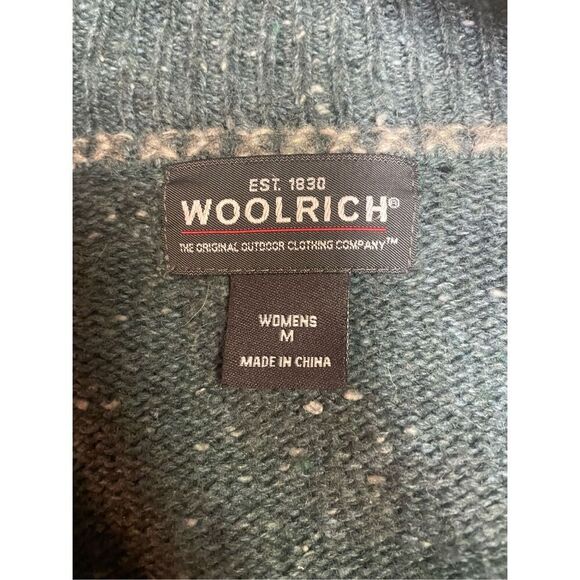 EST. 1830
WOOLRICH®
THE ORIGINAL OUTDOOR CLOTHING COMPANY™
WOMENS
M
MADE IN CHINA